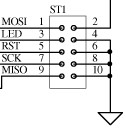 ST1
MOSI 1 2
LED 3 4
RST 5 6
SCK 7 8
MISO 9 10